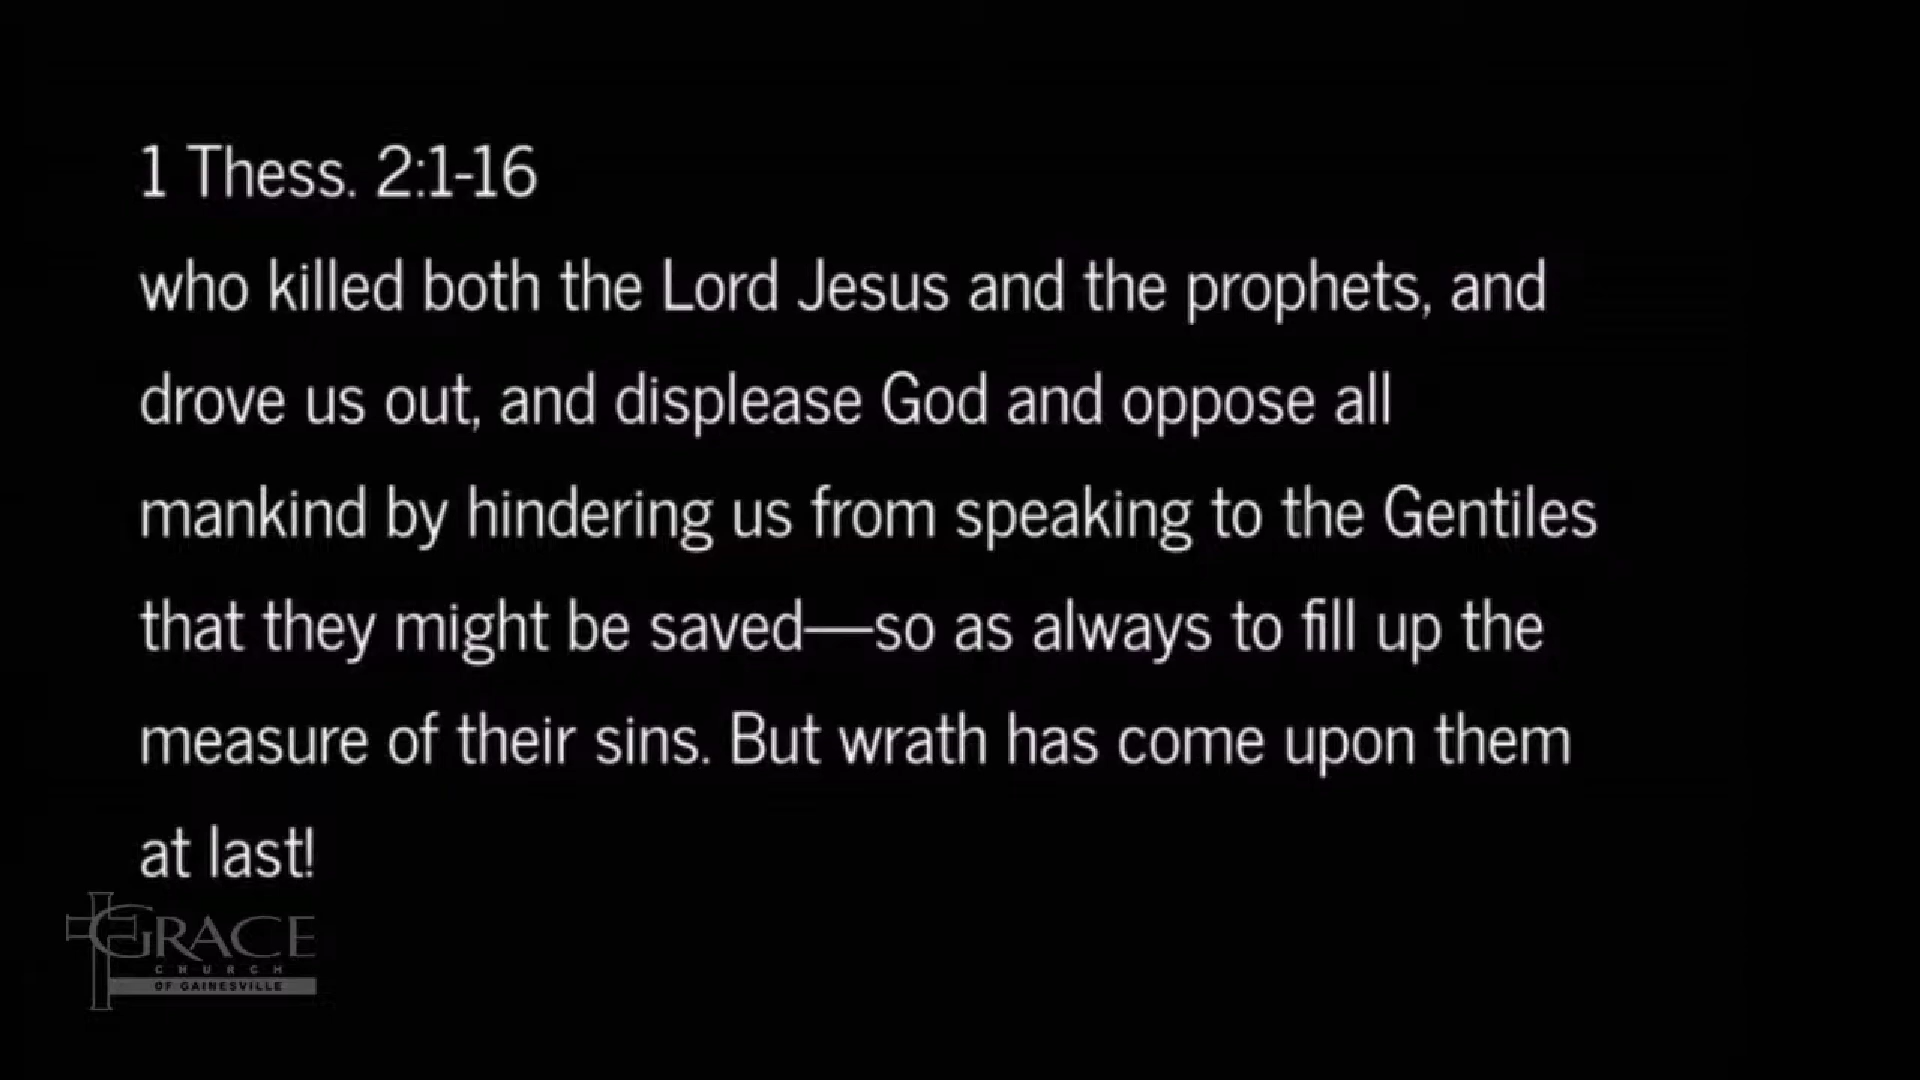 1 Thess. 2:1-16
who killed both the Lord Jesus and the prophets, and
drove us out, and displease God and oppose all
mankind by hindering us from speaking to the Gentiles
that they might be saved—so as always to fill up the
measure of their sins. But wrath has come upon them
at last!
GRACE
CHURCH
OF GAINESVILLE